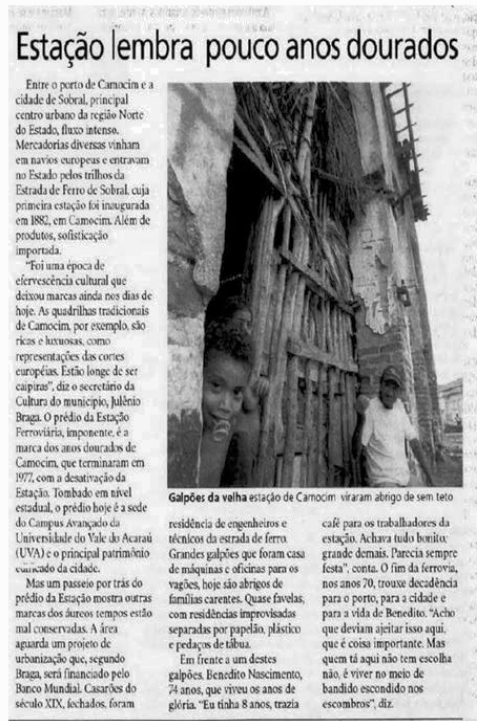 Estação lembra pouco anos dourados
Entre o porto de Camocim e a
cidade de Sobral, principal
centro urbano da região Norte
do Estado, fluxo intenso.
Mercadorias diversas vinham
em navios europeus e entravam
no Estado pelos trilhos da
Estrada de Ferro de Sobral, cuja
primeira estação foi inaugurada
em 1882, em Camocim. Além de
produtos, sofisticação
importada.
"Foi uma época de
efervescência cultural que
deixou marcas ainda nos dias de
hoje. As quadrilhas tradicionais
de Camocim, por exemplo, são
ricas e luxuosas, como
representações das cortes
européias. Estão longe de ser
caipiras", diz o secretário da
Cultura do município, Julênio
Braga. O prédio da Estação
Ferroviária, imponente, é a
marca dos anos dourados de
Camocim, que terminaram em
1977, com a desativação da
Estação. Tombado em nível
estadual, o prédio hoje é a sede
do Campus Avançado da
Universidade do Vale do Acaraú
(UVA) e o principal patrimônio
edificado da cidade.
Mas um passeio por trás do
prédio da Estação mostra outras
marcas dos áureos tempos estão
mal conservadas. A área
aguarda um projeto de
urbanização que, segundo
Braga, será financiado pelo
Banco Mundial. Casarões do
século XIX, fechados, foram
Galpões da velha estação de Camocim viraram abrigo de sem teto
residência de engenheiros e
técnicos da estrada de ferro.
Grandes galpões que foram casa
de máquinas e oficinas para os
vagões, hoje são abrigos de
famílias carentes. Quase favelas,
com residências improvisadas
separadas por papelão, plástico
e pedaços de tábua.
Em frente a um destes
galpões, Benedito Nascimento,
74 anos, que viveu os anos de
glória. "Eu tinha 8 anos, trazia
café para os trabalhadores da
estação. Achava tudo bonito,
grande demais. Parecia sempre
festa", conta. O fim da ferrovia,
nos anos 70, trouxe decadência
para o porto, para a cidade e
para a vida de Benedito. "Acho
que deviam ajeitar isso aqui,
que é coisa importante. Mas
quem tá aqui não tem escolha
não, é viver no meio de
bandido escondido nos
escombros", diz.